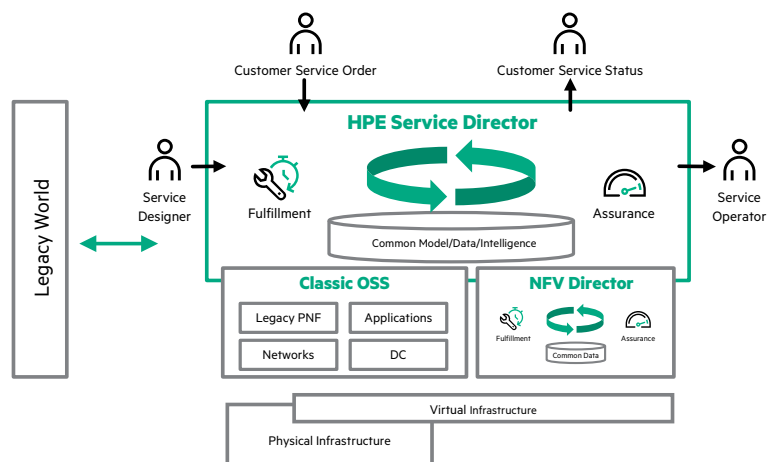 Customer Service Order
Customer Service Status
HPE Service Director
Legacy World
Service
Designer
Fulfillment
Assurance
Service
Operator
Common Model/Data/Intelligence
Classic OSS
NFV Director
Legacy PNF
Applications
Networks
DC
Fulfillment
Assurance
Common Data
Virtual Infrastructure
Physical Infrastructure